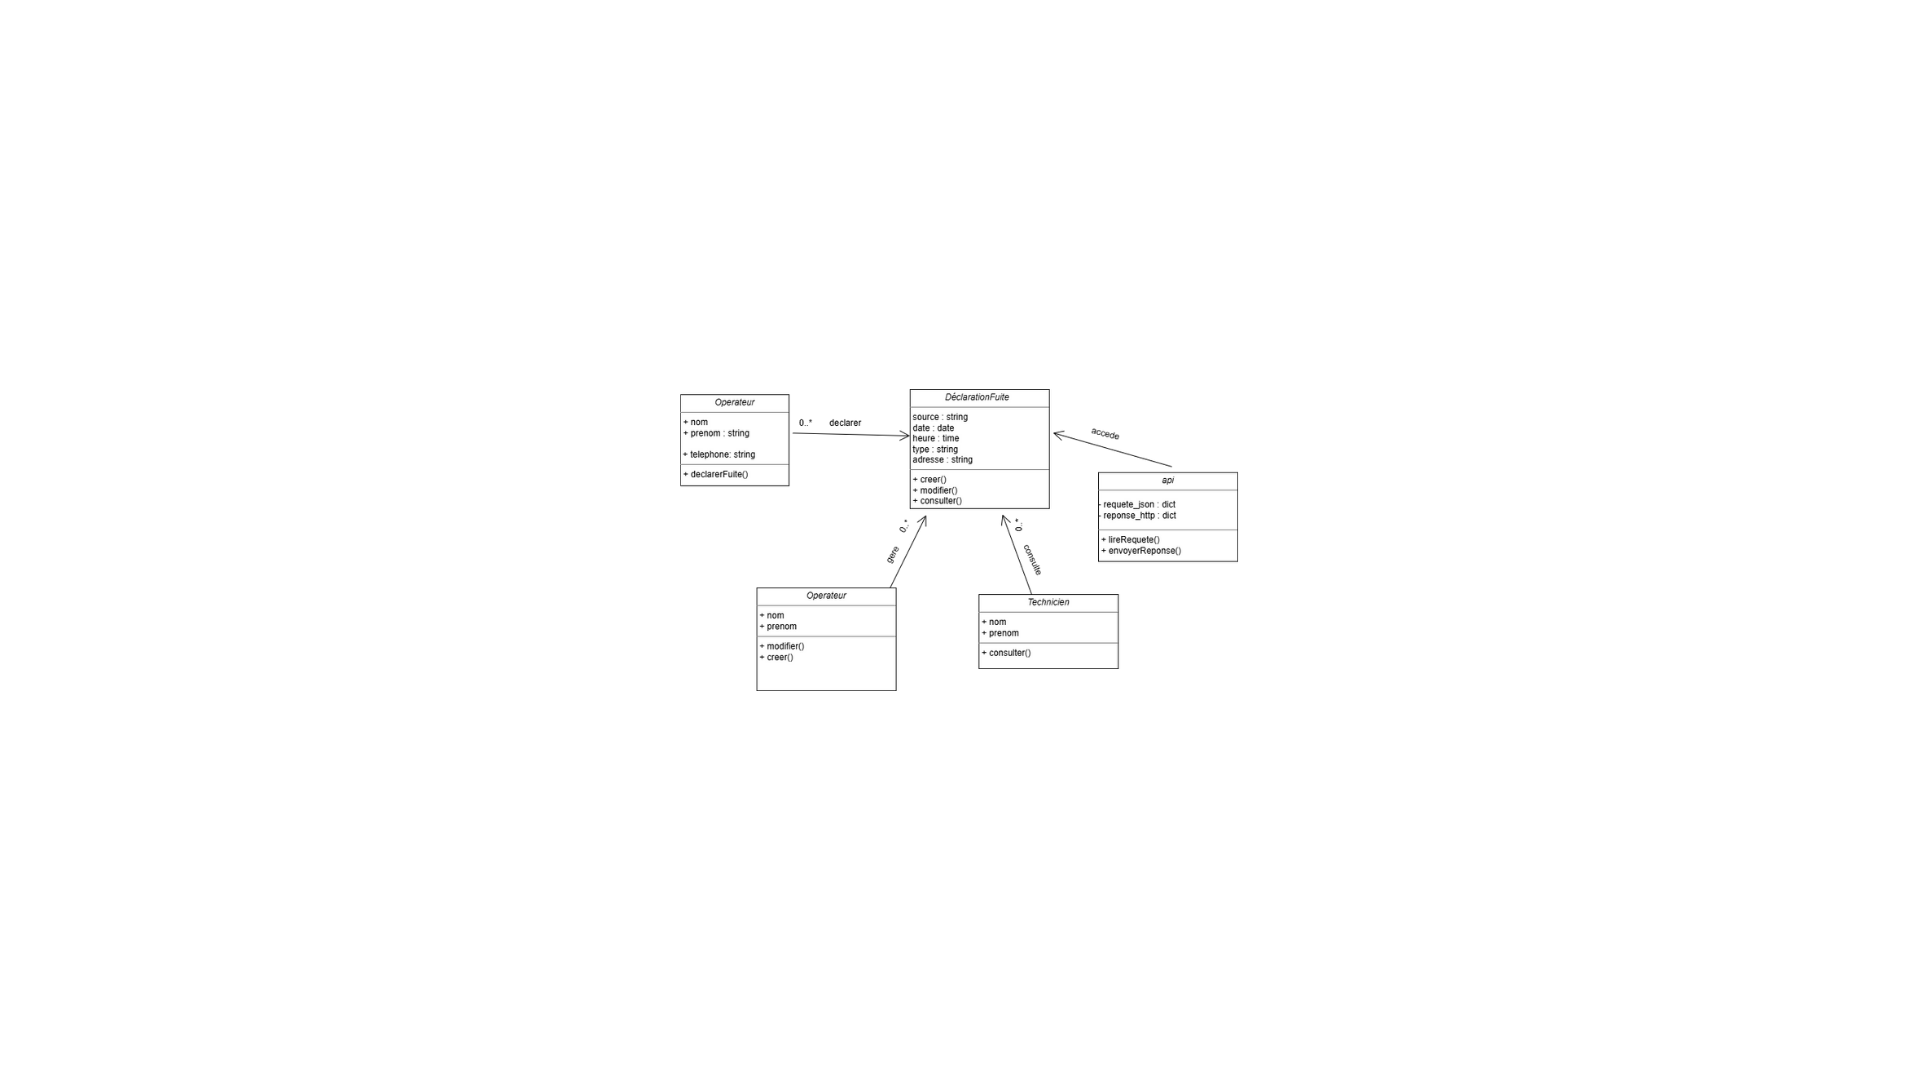 Operateur
+ nom
+ prenom : string
+ telephone: string
+ declarerFuite()
0..* declarer
DéclarationFuite
source : string
date : date
heure : time
type : string
adresse : string
+ creer()
+ modifier()
+ consulter()
accede
api
- requete_json : dict
- reponse_http : dict
+ lireRequete()
+ envoyerReponse()
gere 0..*
Operateur
+ nom
+ prenom
+ modifier()
+ creer()
*..0 consulte
Technicien
+ nom
+ prenom
+ consulter()